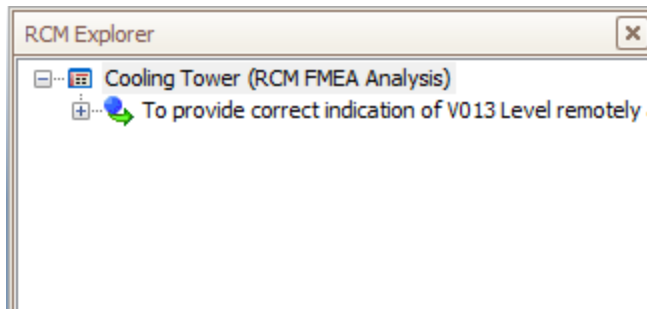 RCM Explorer
Cooling Tower (RCM FMEA Analysis)
To provide correct indication of V013 Level remotely